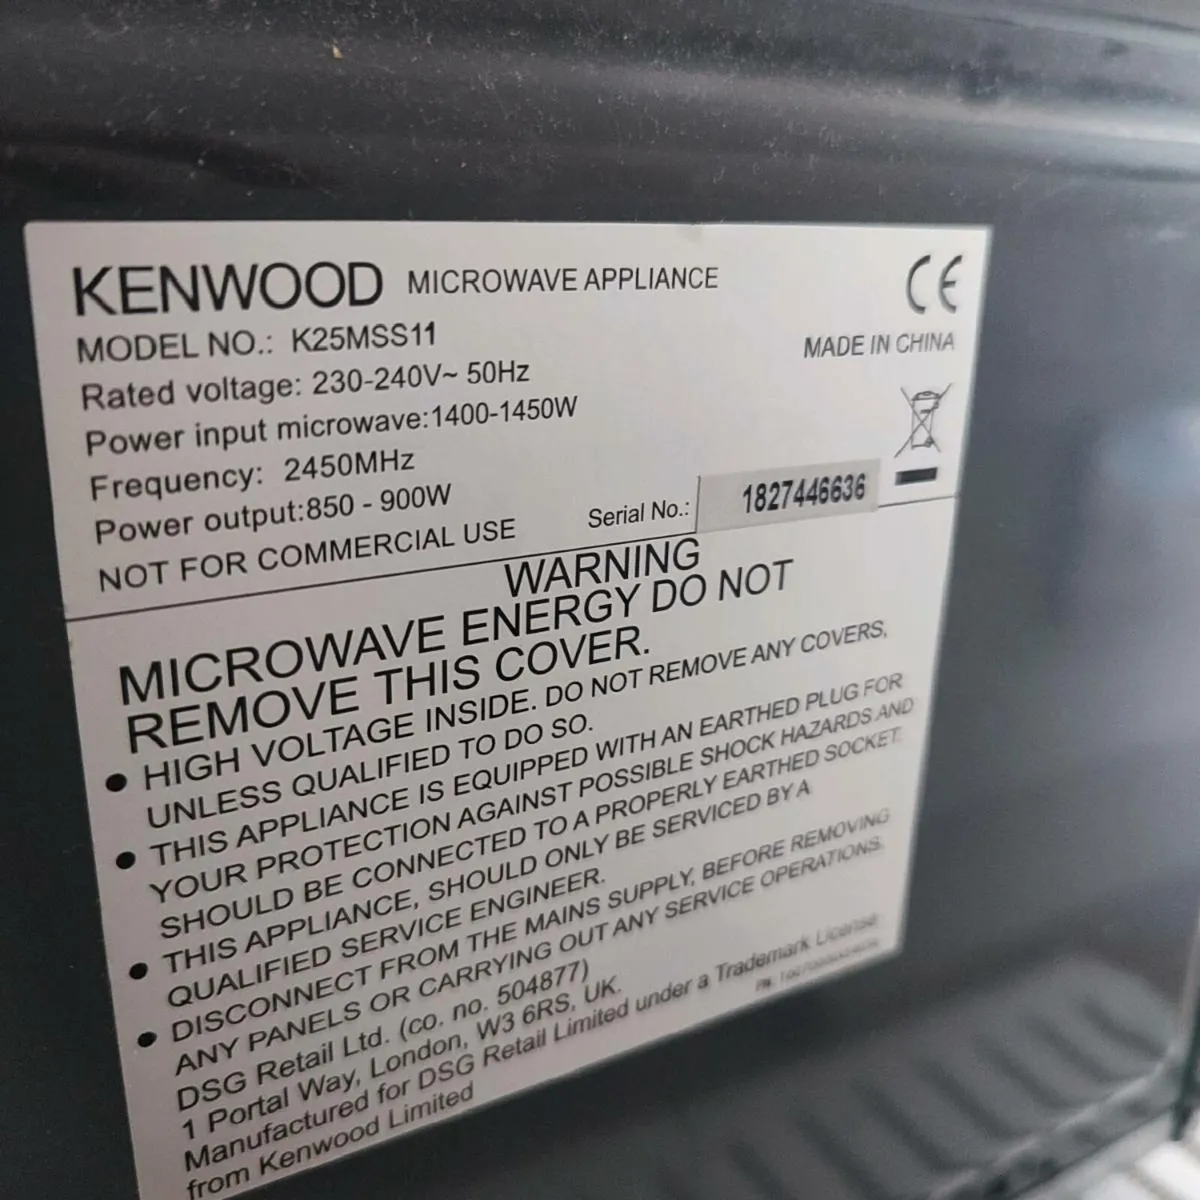 KENWOOD MICROWAVE APPLIANCE
CE
MODEL NO.: K25MSS11
MADE IN CHINA
Rated voltage: 230-240V~ 50Hz
Power input microwave:1400-1450W
Frequency: 2450MHz
Power output:850 - 900W
Serial No.: 1827446636
NOT FOR COMMERCIAL USE
WARNING
MICROWAVE ENERGY DO NOT
REMOVE THIS COVER.
● HIGH VOLTAGE INSIDE. DO NOT REMOVE ANY COVERS,
UNLESS QUALIFIED TO DO SO.
● THIS APPLIANCE IS EQUIPPED WITH AN EARTHED PLUG FOR
YOUR PROTECTION AGAINST POSSIBLE SHOCK HAZARDS AND
SHOULD BE CONNECTED TO A PROPERLY EARTHED SOCKET.
● THIS APPLIANCE, SHOULD ONLY BE SERVICED BY A
QUALIFIED SERVICE ENGINEER.
● DISCONNECT FROM THE MAINS SUPPLY, BEFORE REMOVING
ANY PANELS OR CARRYING OUT ANY SERVICE OPERATIONS.
DSG Retail Ltd. (co. no. 504877)
1 Portal Way, London, W3 6RS, UK.
Manufactured for DSG Retail Limited under a Trademark License
from Kenwood Limited